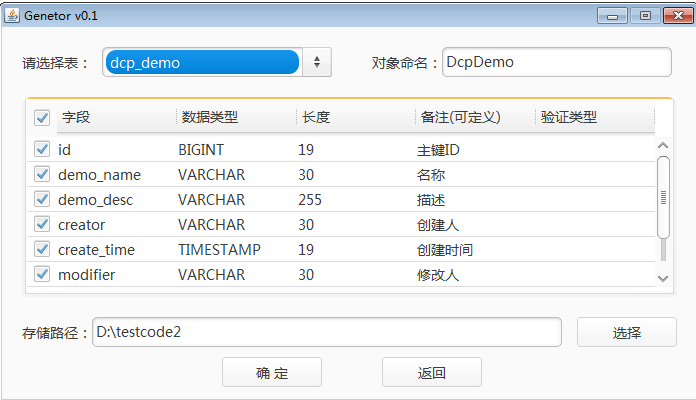 Genetor v0.1
请选择表： dcp_demo 对象命名： DcpDemo
字段 数据类型 长度 备注(可定义) 验证类型
id BIGINT 19 主键ID
demo_name VARCHAR 30 名称
demo_desc VARCHAR 255 描述
creator VARCHAR 30 创建人
create_time TIMESTAMP 19 创建时间
modifier VARCHAR 30 修改人
存储路径： D:\testcode2 选择
确 定 返回